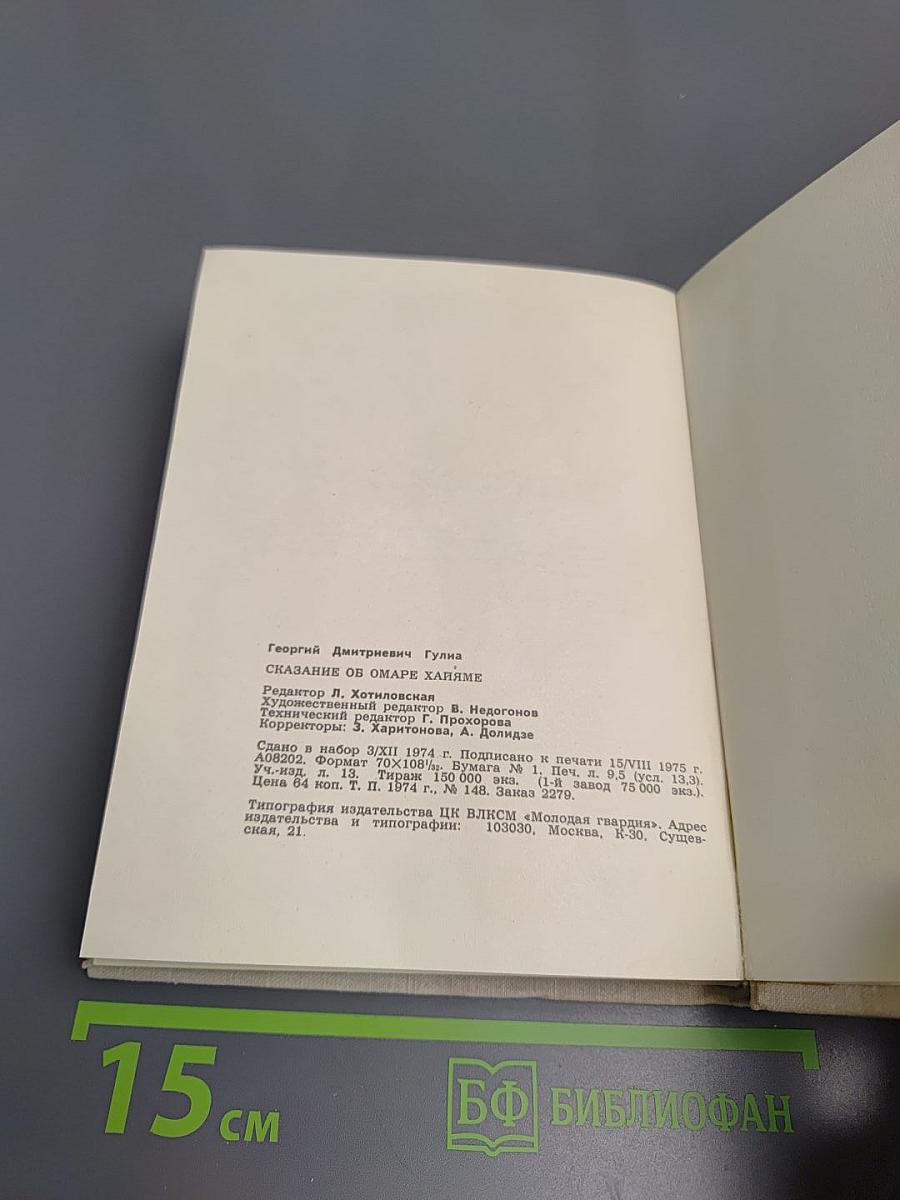 Георгий Дмитриевич Гулиа
СКАЗАНИЕ ОБ ОМАРЕ ХАЙЯМЕ
Редактор Л. Хотиловская
Художественный редактор В. Недогонов
Технический редактор Г. Прохорова
Корректоры: З. Харитонова, А. Долидзе
Сдано в набор 3/XII 1974 г. Подписано к печати 15/VIII 1975 г.
А08202. Формат 70×108¹/₃₂. Бумага № 1. Печ. л. 9,5 (усл. 13,3).
Уч.-изд. л. 13. Тираж 150 000 экз. (1-й завод 75 000 экз.).
Цена 64 коп. Т. П. 1974 г., № 148. Заказ 2279.
Типография издательства ЦК ВЛКСМ «Молодая гвардия». Адрес
издательства и типографии: 103030, Москва, К-30, Сущев-
ская, 21.
15 см
БФ БИБЛИОФАН